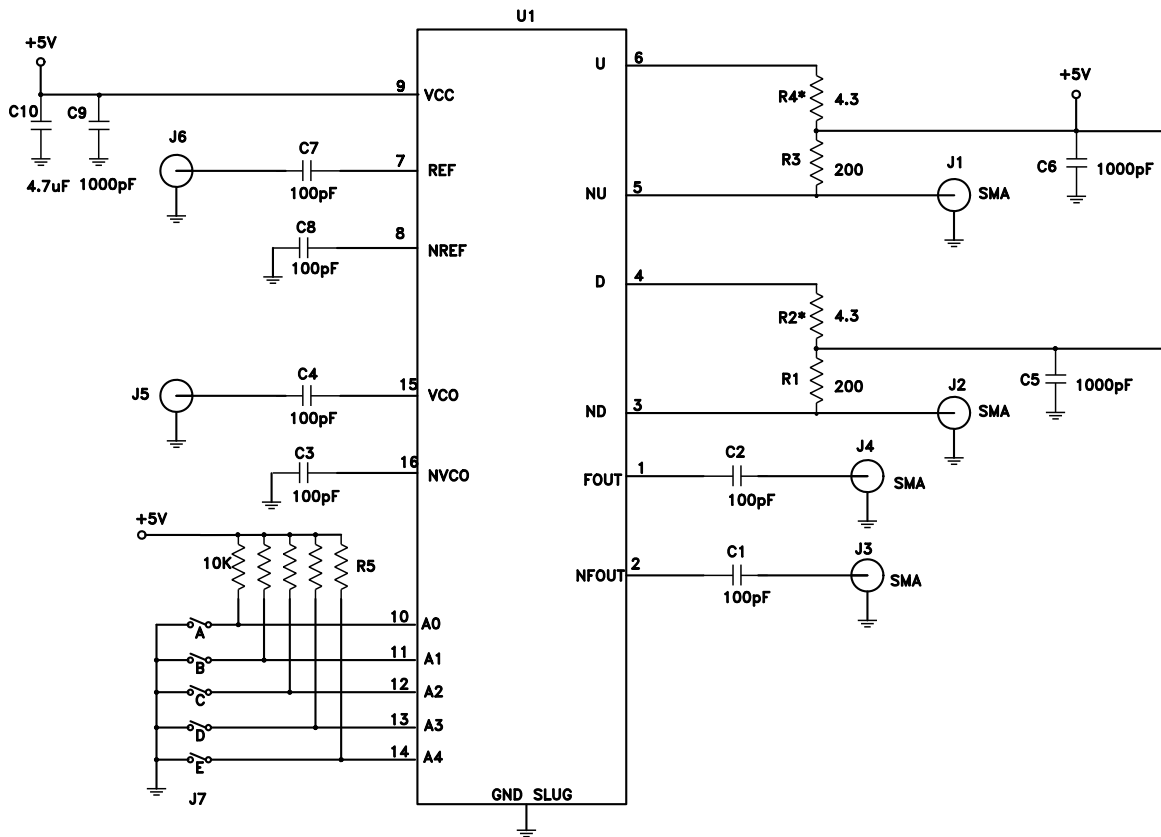 U1
+5V
C10
C9
4.7uF
1000pF
9
VCC
J6
C7
100pF
7
REF
C8
100pF
8
NREF
J5
C4
100pF
15
VCO
C3
100pF
16
NVCO
+5V
10K
R5
A
10
A0
B
11
A1
C
12
A2
D
13
A3
E
14
A4
J7
GND SLUG
U
6
R4*
4.3
+5V
R3
200
C6
1000pF
NU
5
J1
SMA
D
4
R2*
4.3
R1
200
C5
1000pF
ND
3
J2
SMA
FOUT
1
C2
100pF
J4
SMA
NFOUT
2
C1
100pF
J3
SMA